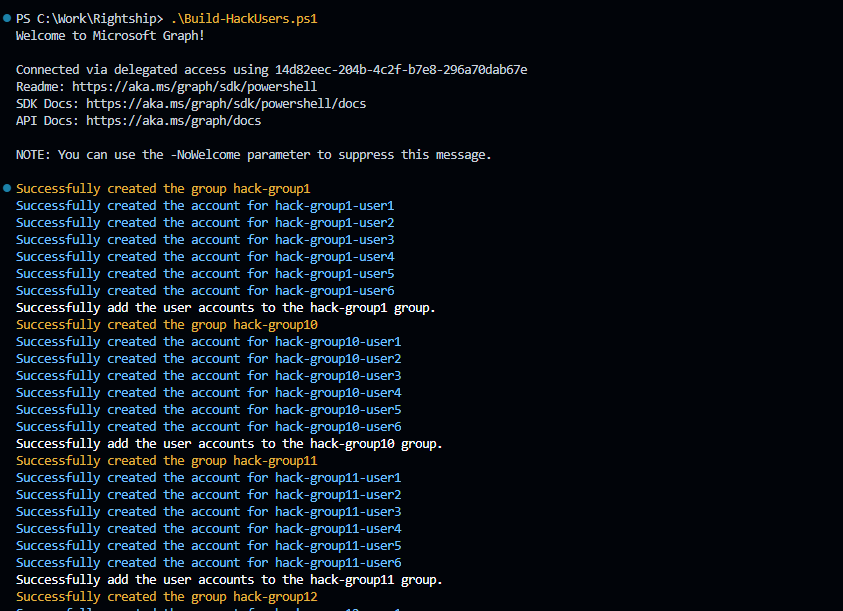 PS C:\Work\Rightship> .\Build-HackUsers.ps1
Welcome to Microsoft Graph!
Connected via delegated access using 14d82eec-204b-4c2f-b7e8-296a70dab67e
Readme: https://aka.ms/graph/sdk/powershell
SDK Docs: https://aka.ms/graph/sdk/powershell/docs
API Docs: https://aka.ms/graph/docs
NOTE: You can use the -NoWelcome parameter to suppress this message.
Successfully created the group hack-group1
Successfully created the account for hack-group1-user1
Successfully created the account for hack-group1-user2
Successfully created the account for hack-group1-user3
Successfully created the account for hack-group1-user4
Successfully created the account for hack-group1-user5
Successfully created the account for hack-group1-user6
Successfully add the user accounts to the hack-group1 group.
Successfully created the group hack-group10
Successfully created the account for hack-group10-user1
Successfully created the account for hack-group10-user2
Successfully created the account for hack-group10-user3
Successfully created the account for hack-group10-user4
Successfully created the account for hack-group10-user5
Successfully created the account for hack-group10-user6
Successfully add the user accounts to the hack-group10 group.
Successfully created the group hack-group11
Successfully created the account for hack-group11-user1
Successfully created the account for hack-group11-user2
Successfully created the account for hack-group11-user3
Successfully created the account for hack-group11-user4
Successfully created the account for hack-group11-user5
Successfully created the account for hack-group11-user6
Successfully add the user accounts to the hack-group11 group.
Successfully created the group hack-group12